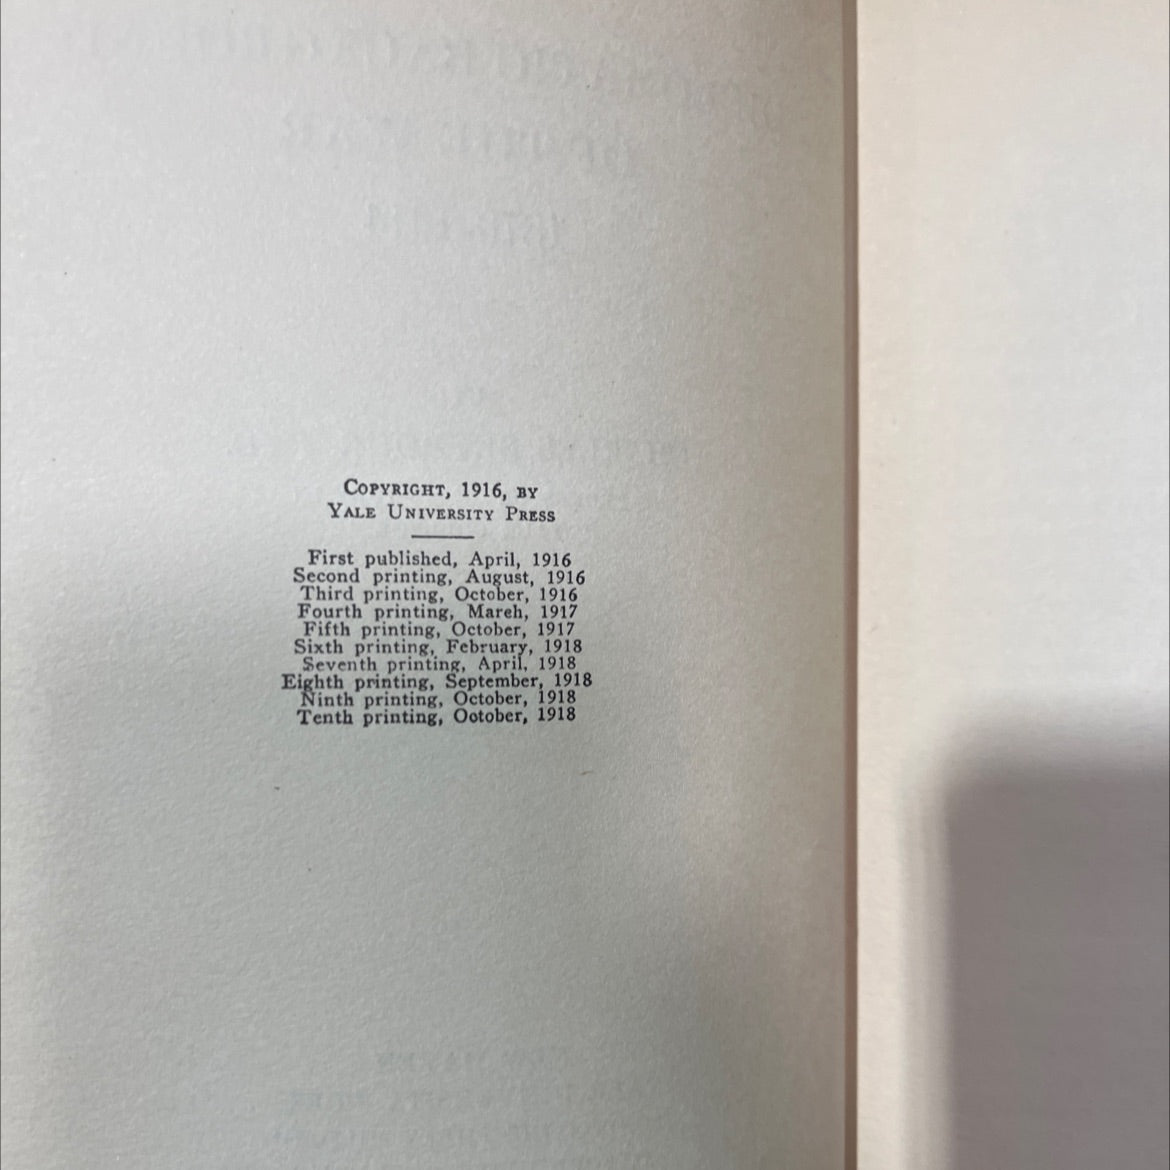 COPYRIGHT, 1916, BY
YALE UNIVERSITY PRESS
First published, April, 1916
Second printing, August, 1916
Third printing, October, 1916
Fourth printing, Mareh, 1917
Fifth printing, October, 1917
Sixth printing, February, 1918
Seventh printing, April, 1918
Eighth printing, September, 1918
Ninth printing, October, 1918
Tenth printing, Ootober, 1918